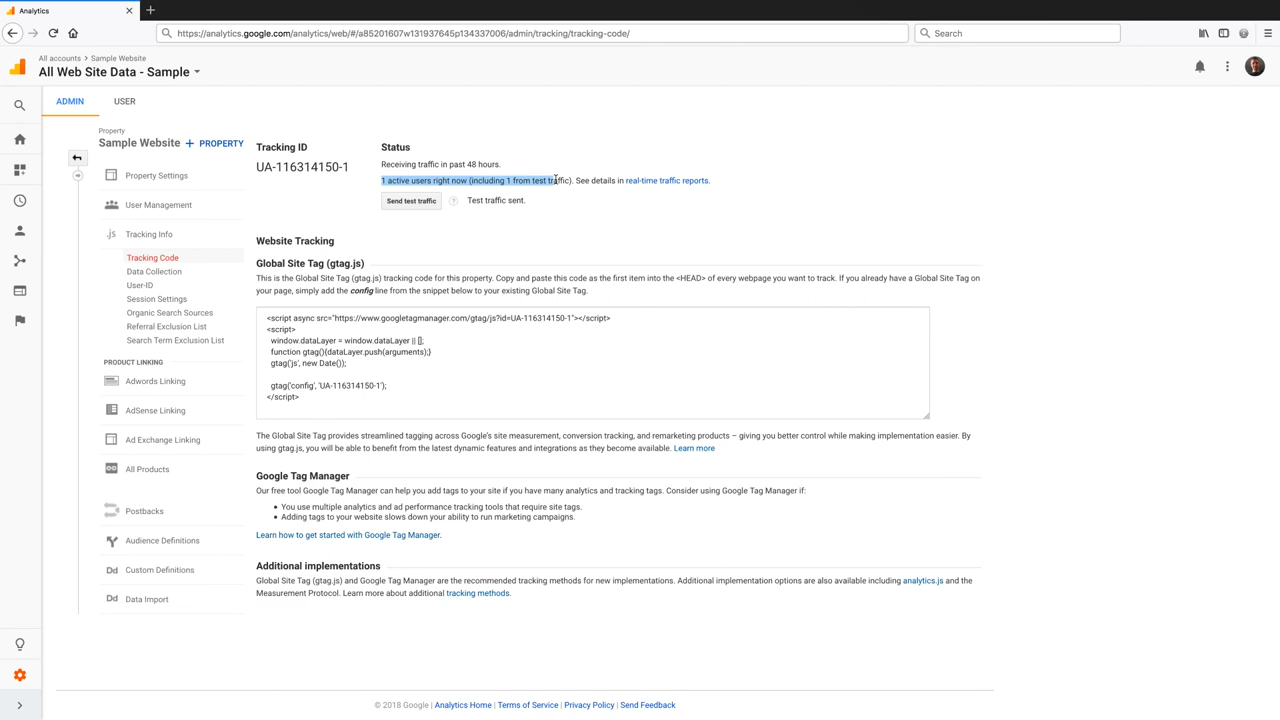 Analytics
https://analytics.google.com/analytics/web/#/a85201607w131937645p134337006/admin/tracking/tracking-code/
Search
All accounts > Sample Website
All Web Site Data - Sample
ADMIN
USER
Property
Sample Website
+ PROPERTY
Property Settings
User Management
.js Tracking Info
Tracking Code
Data Collection
User-ID
Session Settings
Organic Search Sources
Referral Exclusion List
Search Term Exclusion List
PRODUCT LINKING
Adwords Linking
AdSense Linking
Ad Exchange Linking
All Products
Postbacks
Audience Definitions
Dd Custom Definitions
Dd Data Import
Tracking ID
UA-116314150-1
Status
Receiving traffic in past 48 hours.
1 active users right now (including 1 from test traffic). See details in real-time traffic reports.
Send test traffic ? Test traffic sent.
Website Tracking
Global Site Tag (gtag.js)
This is the Global Site Tag (gtag.js) tracking code for this property. Copy and paste this code as the first item into the <HEAD> of every webpage you want to track. If you already have a Global Site Tag on
your page, simply add the config line from the snippet below to your existing Global Site Tag.
<script async src="https://www.googletagmanager.com/gtag/js?id=UA-116314150-1"></script>
<script>
window.dataLayer = window.dataLayer || [];
function gtag(){dataLayer.push(arguments);}
gtag('js', new Date());
gtag('config', 'UA-116314150-1');
</script>
The Global Site Tag provides streamlined tagging across Google's site measurement, conversion tracking, and remarketing products – giving you better control while making implementation easier. By
using gtag.js, you will be able to benefit from the latest dynamic features and integrations as they become available. Learn more
Google Tag Manager
Our free tool Google Tag Manager can help you add tags to your site if you have many analytics and tracking tags. Consider using Google Tag Manager if:
• You use multiple analytics and ad performance tracking tools that require site tags.
• Adding tags to your website slows down your ability to run marketing campaigns.
Learn how to get started with Google Tag Manager.
Additional implementations
Global Site Tag (gtag.js) and Google Tag Manager are the recommended tracking methods for new implementations. Additional implementation options are also available including analytics.js and the
Measurement Protocol. Learn more about additional tracking methods.
© 2018 Google | Analytics Home | Terms of Service | Privacy Policy | Send Feedback